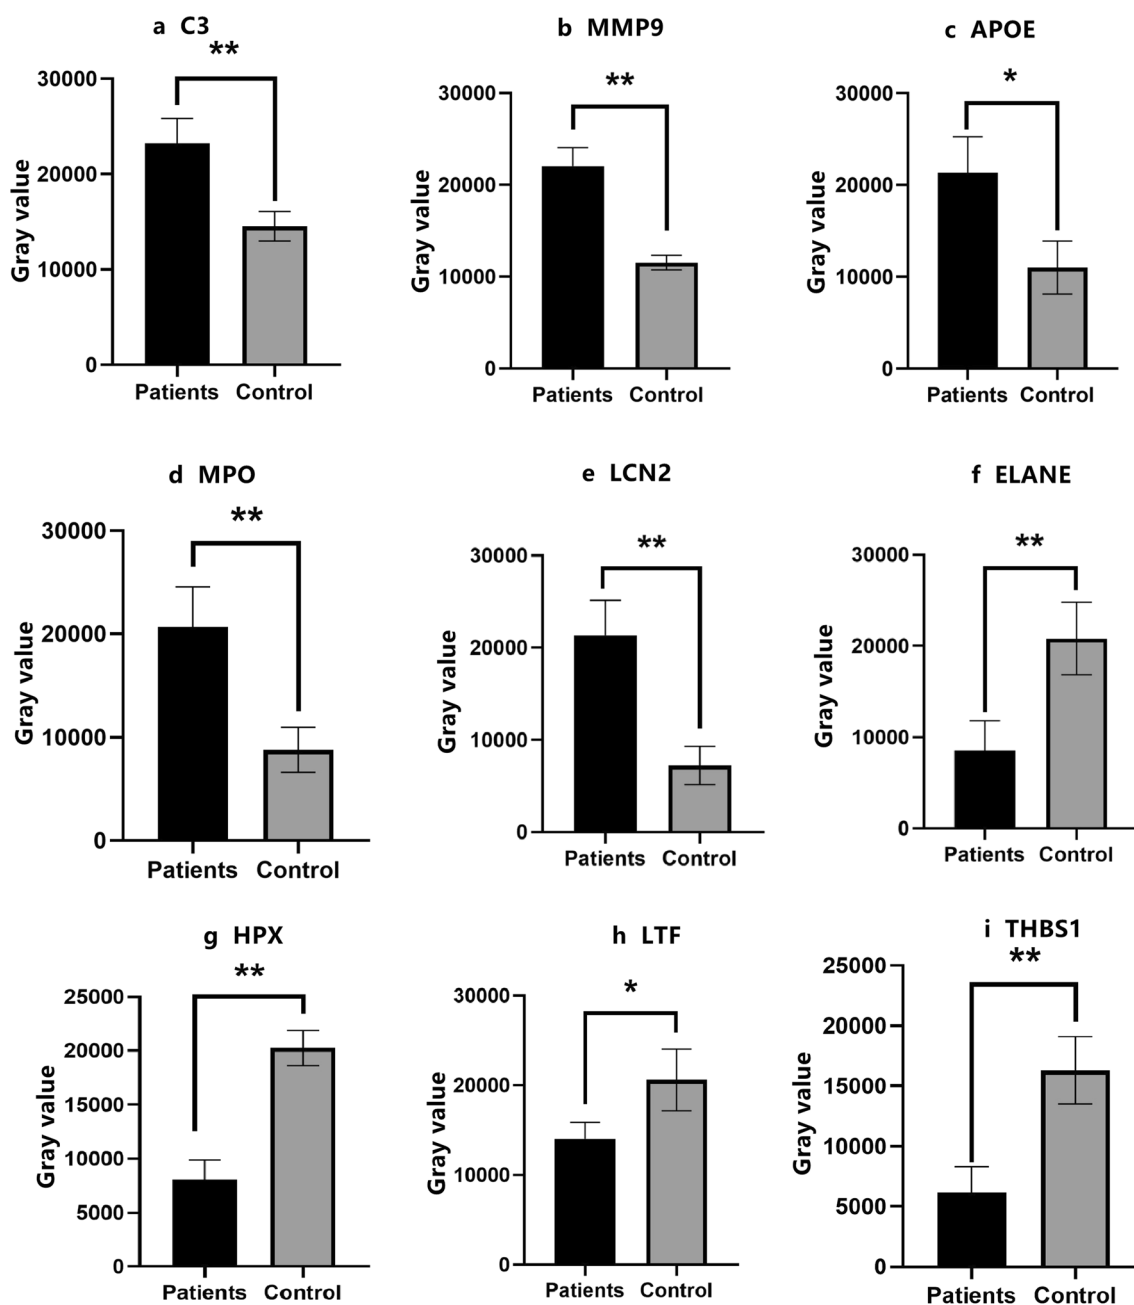 a C3
**
30000
20000
10000
0
Gray value
Patients Control
b MMP9
**
30000
20000
10000
0
Gray value
Patients Control
c APOE
*
30000
20000
10000
0
Gray value
Patients Control
d MPO
**
30000
20000
10000
0
Gray value
Patients Control
e LCN2
**
30000
20000
10000
0
Gray value
Patients Control
f ELANE
**
30000
20000
10000
0
Gray value
Patients Control
g HPX
**
25000
20000
15000
10000
5000
0
Gray value
Patients Control
h LTF
*
30000
20000
10000
0
Gray value
Patients Control
i THBS1
**
25000
20000
15000
10000
5000
0
Gray value
Patients Control